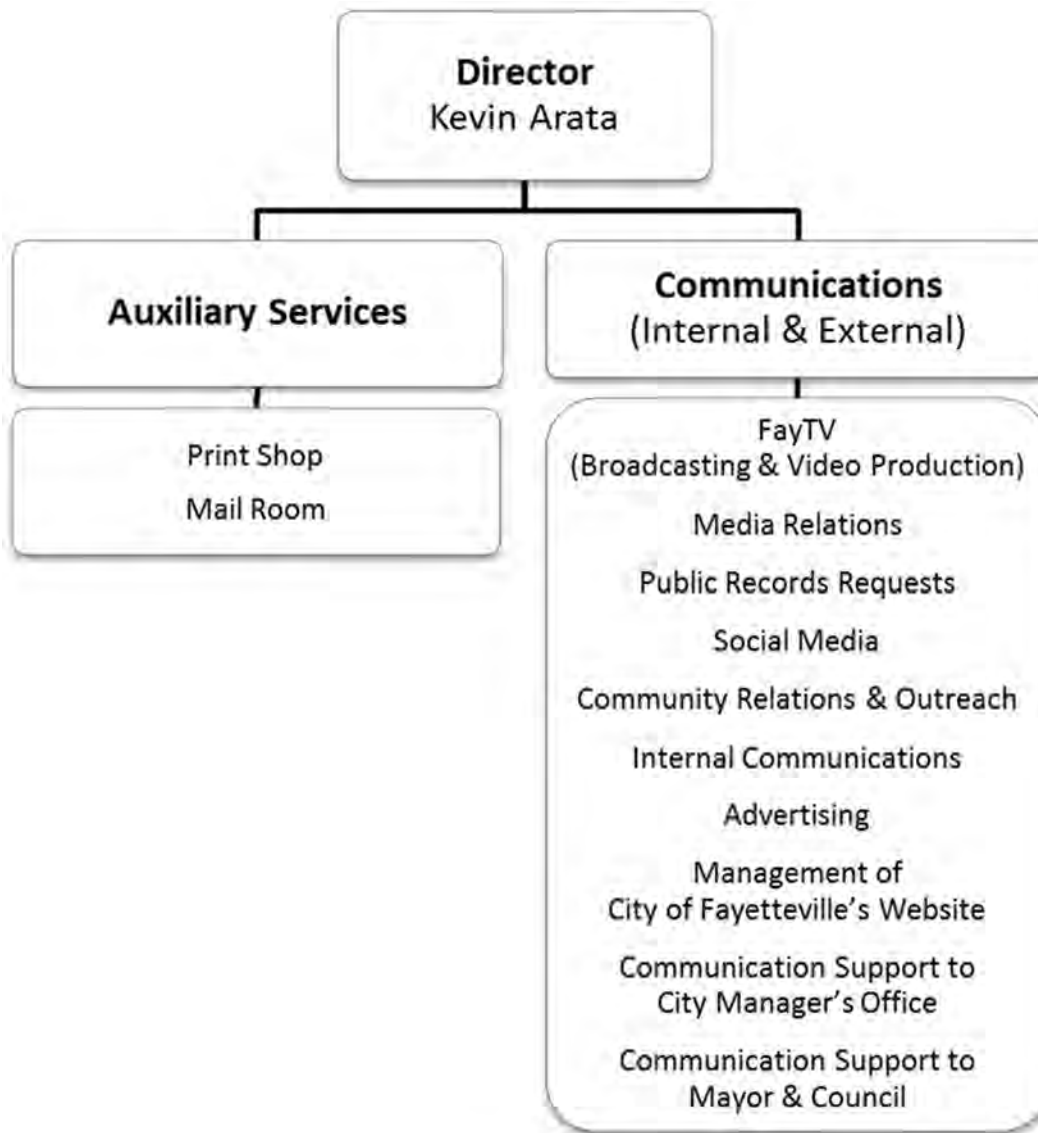 Director
Kevin Arata
Auxiliary Services
Print Shop
Mail Room
Communications
(Internal & External)
FayTV
(Broadcasting & Video Production)
Media Relations
Public Records Requests
Social Media
Community Relations & Outreach
Internal Communications
Advertising
Management of
City of Fayetteville’s Website
Communication Support to
City Manager’s Office
Communication Support to
Mayor & Council